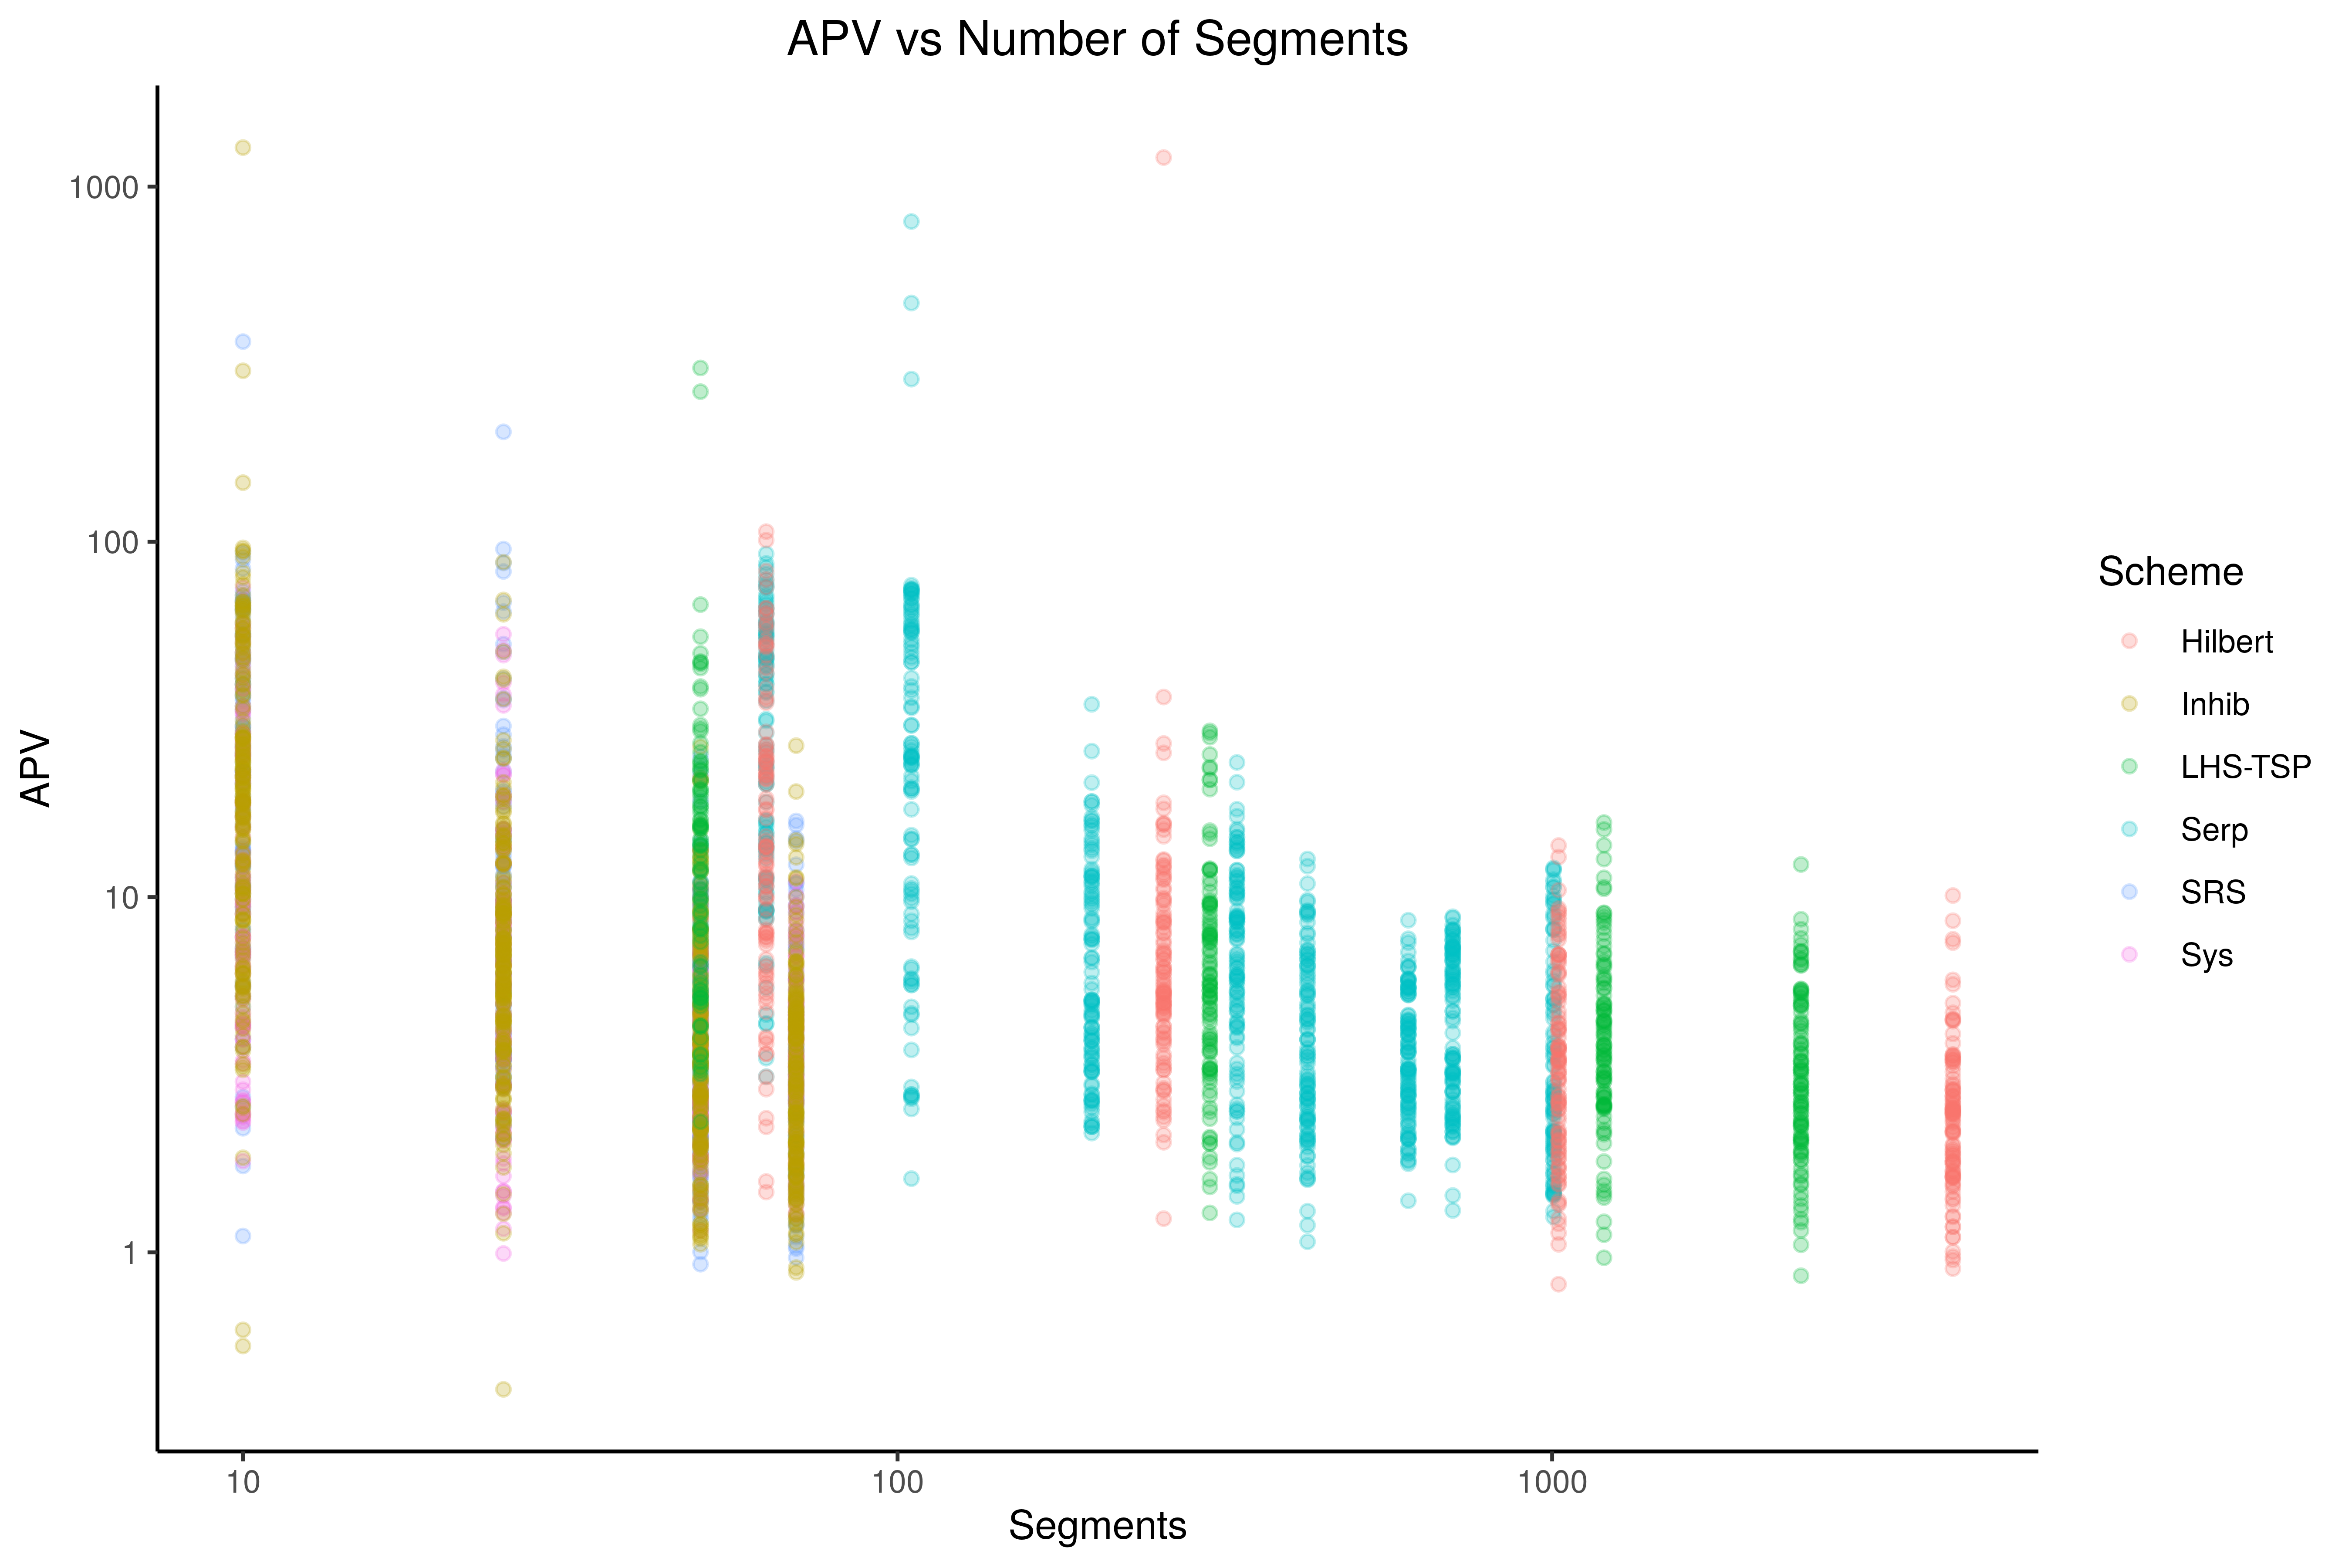 APV vs Number of Segments
APV
1000
100
10
1
10
100
1000
Segments
Scheme
Hilbert
Inhib
LHS-TSP
Serp
SRS
Sys